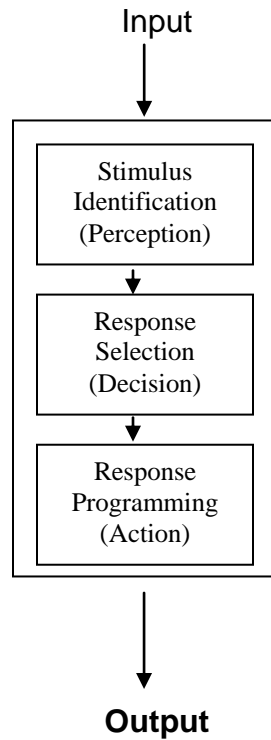 Input
Stimulus
Identification
(Perception)
Response
Selection
(Decision)
Response
Programming
(Action)
Output